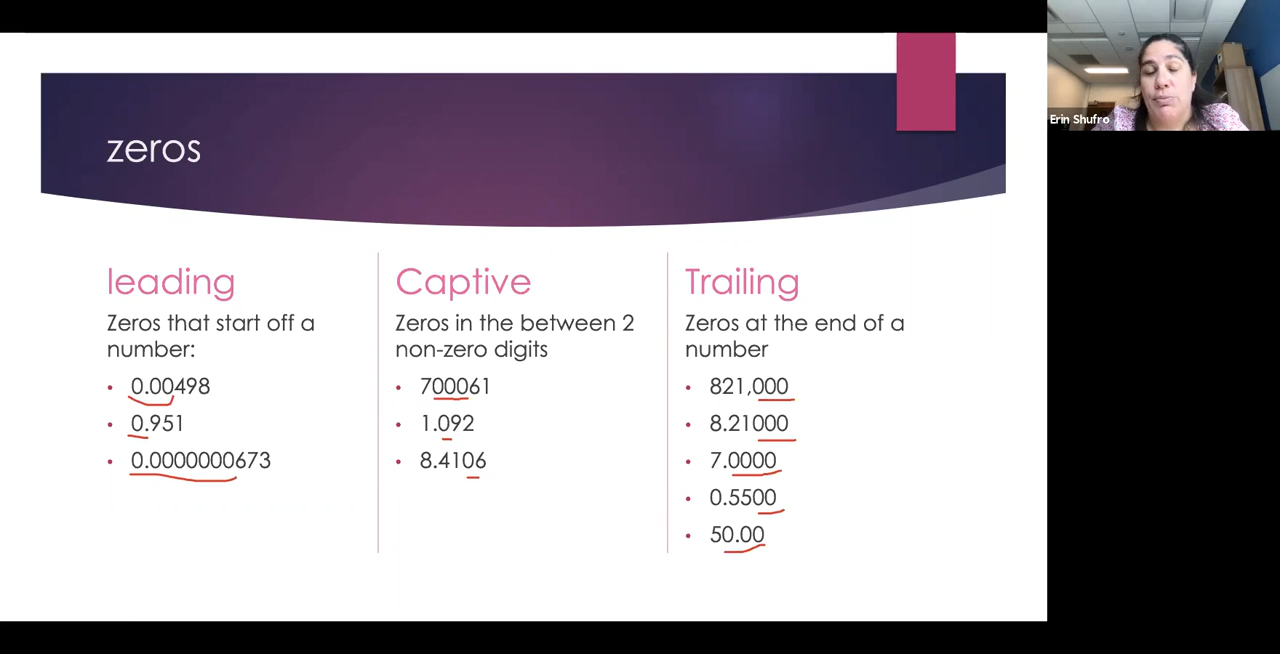 zeros
Erin Shufro
leading
Zeros that start off a
number:
• 0.00498
• 0.951
• 0.0000000673
Captive
Zeros in the between 2
non-zero digits
• 700061
• 1.092
• 8.4106
Trailing
Zeros at the end of a
number
• 821,000
• 8.21000
• 7.0000
• 0.5500
• 50.00